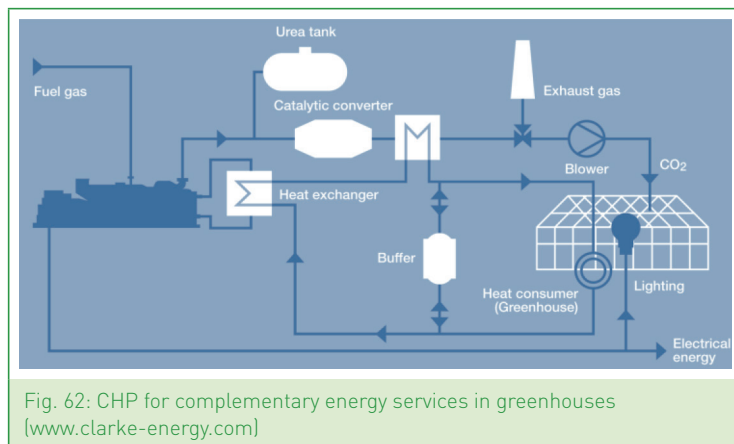 Urea tank
Fuel gas
Catalytic converter
Exhaust gas
Blower
CO₂
Heat exchanger
Buffer
Heat consumer
(Greenhouse)
Lighting
Electrical
energy
Fig. 62: CHP for complementary energy services in greenhouses
(www.clarke-energy.com)